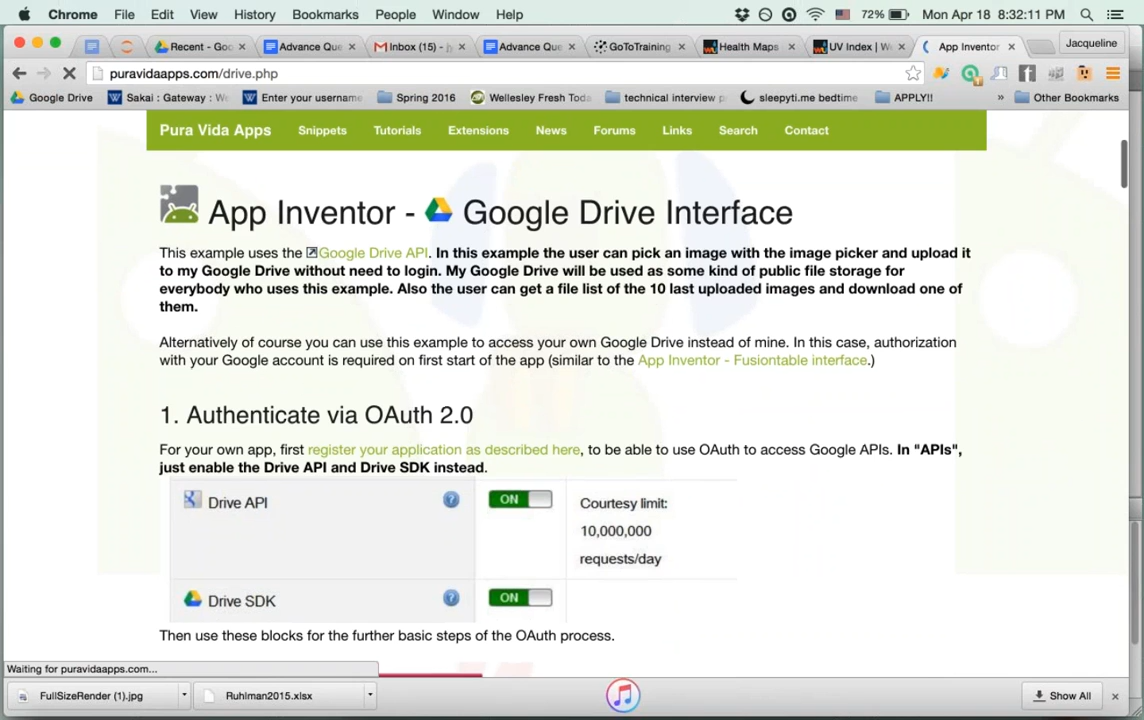 Chrome File Edit View History Bookmarks People Window Help 72% Mon Apr 18 8:32:11 PM
Recent - Goo Advance Que Advance Que Inbox (15) - Advance Que GoToTraining Health Maps UV Index | W App Inventor Jacqueline
puravidaapps.com/drive.php
Google Drive Sakai : Gateway : We Enter your username Spring 2016 Wellesley Fresh Toda technical interview p sleepyti.me bedtime APPLY!! » Other Bookmarks
Pura Vida Apps Snippets Tutorials Extensions News Forums Links Search Contact
App Inventor - Google Drive Interface
This example uses the Google Drive API. In this example the user can pick an image with the image picker and upload it
to my Google Drive without need to login. My Google Drive will be used as some kind of public file storage for
everybody who uses this example. Also the user can get a file list of the 10 last uploaded images and download one of
them.
Alternatively of course you can use this example to access your own Google Drive instead of mine. In this case, authorization
with your Google account is required on first start of the app (similar to the App Inventor - Fusiontable interface.)
1. Authenticate via OAuth 2.0
For your own app, first register your application as described here, to be able to use OAuth to access Google APIs. In "APIs",
just enable the Drive API and Drive SDK instead.
Drive API ? ON Courtesy limit:
10,000,000
requests/day
Drive SDK ? ON
Then use these blocks for the further basic steps of the OAuth process.
Waiting for puravidaapps.com...
FullSizeRender (1).jpg Ruhlman2015.xlsx Show All